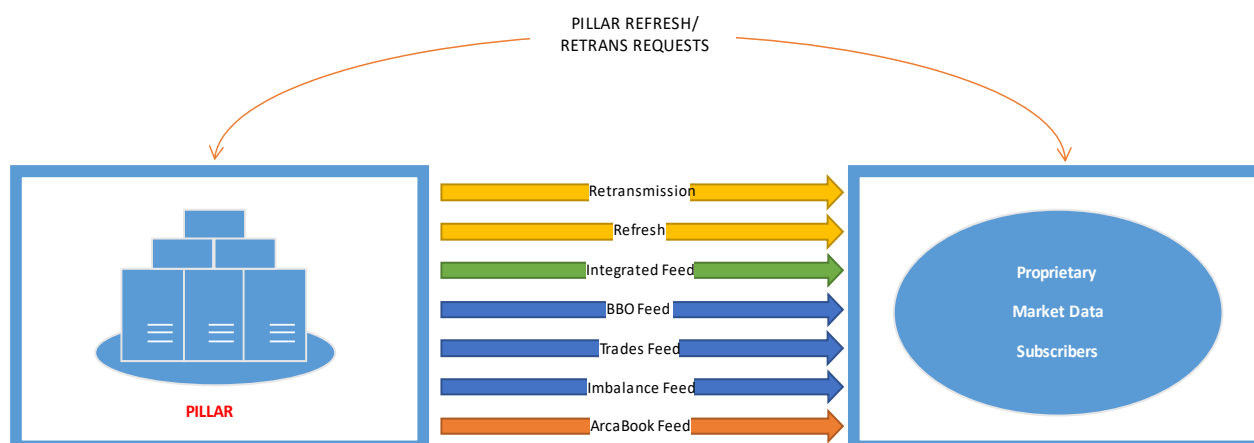 PILLAR REFRESH/
RETRANS REQUESTS
Retransmission
Refresh
Integrated Feed
BBO Feed
Trades Feed
Imbalance Feed
ArcaBook Feed
PILLAR
Proprietary
Market Data
Subscribers